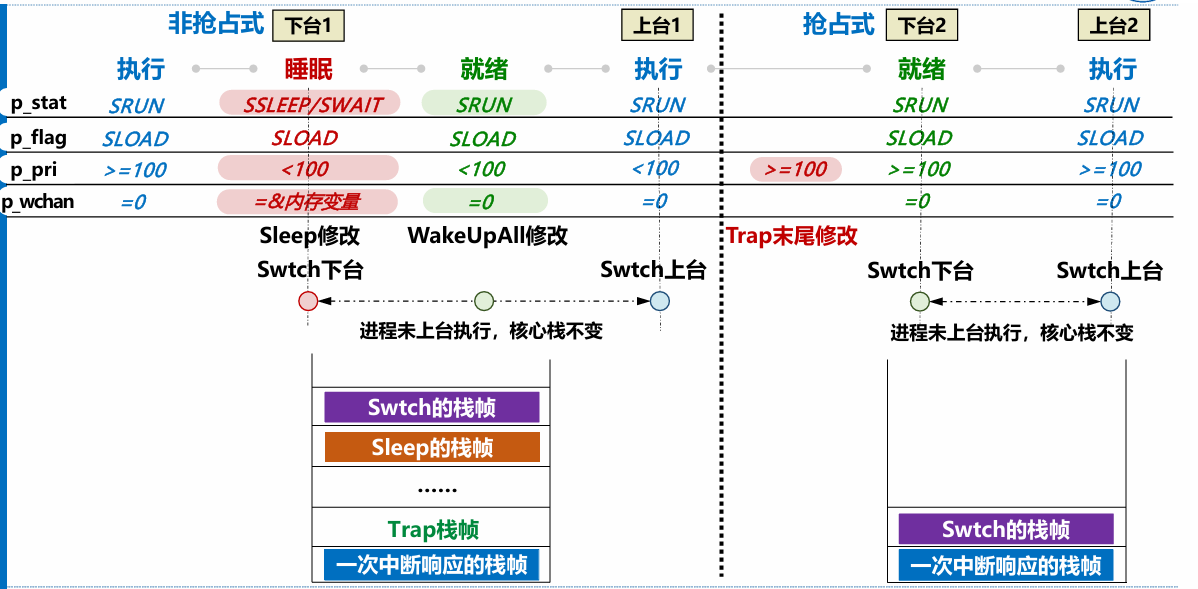 非抢占式 下台1 上台1 抢占式 下台2 上台2
执行 睡眠 就绪 执行 就绪 执行
p_stat SRUN SSLEEP/SWAIT SRUN SRUN SRUN SRUN
p_flag SLOAD SLOAD SLOAD SLOAD SLOAD SLOAD
p_pri >=100 <100 <100 <100 >=100 >=100 >=100
p_wchan =0 =&内存变量 =0 =0 =0 =0
Sleep修改 WakeUpAll修改 Trap末尾修改
Swtch下台 Swtch上台 Swtch下台 Swtch上台
进程未上台执行，核心栈不变 进程未上台执行，核心栈不变
Swtch的栈帧
Sleep的栈帧
……
Trap栈帧 Swtch的栈帧
一次中断响应的栈帧 一次中断响应的栈帧